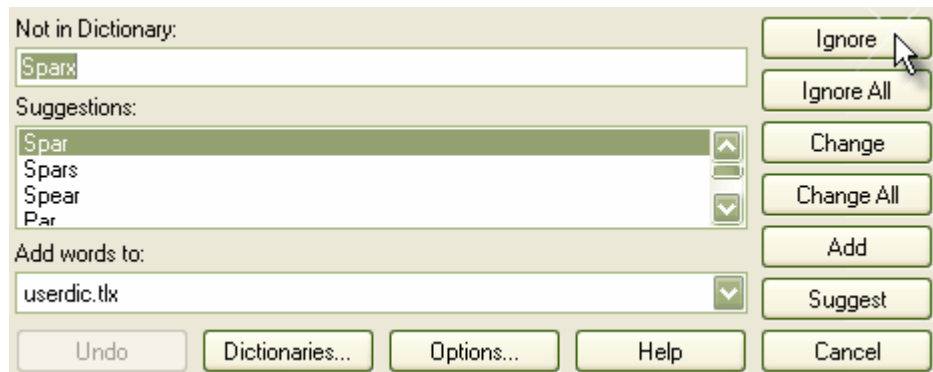 Not in Dictionary:
Sparx
Suggestions:
Spar
Spars
Spear
Par
Add words to:
userdic.tlx
Ignore
Ignore All
Change
Change All
Add
Suggest
Undo
Dictionaries...
Options...
Help
Cancel